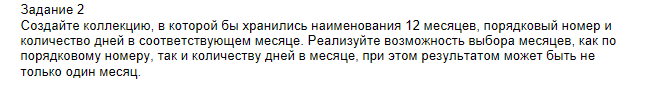 Задание 2
Создайте коллекцию, в которой бы хранились наименования 12 месяцев, порядковый номер и
количество дней в соответствующем месяце. Реализуйте возможность выбора месяцев, как по
порядковому номеру, так и количеству дней в месяце, при этом результатом может быть не
только один месяц.